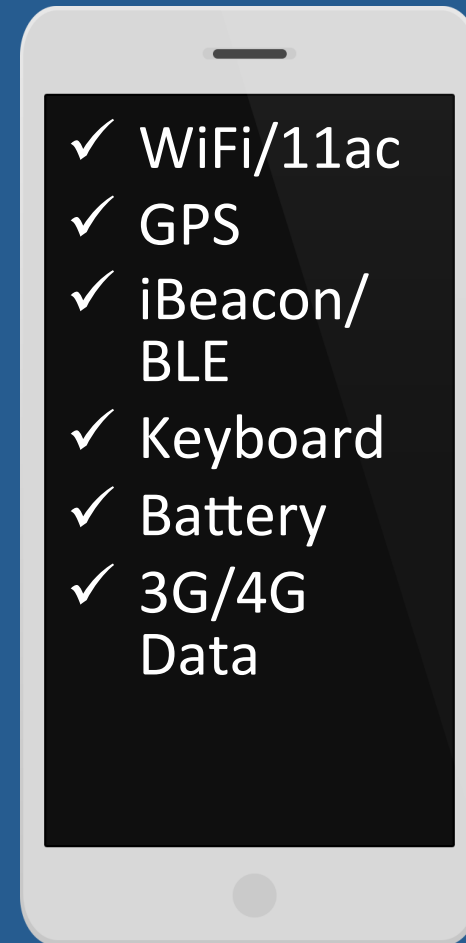 ✓ WiFi/11ac
✓ GPS
✓ iBeacon/
BLE
✓ Keyboard
✓ Battery
✓ 3G/4G
Data